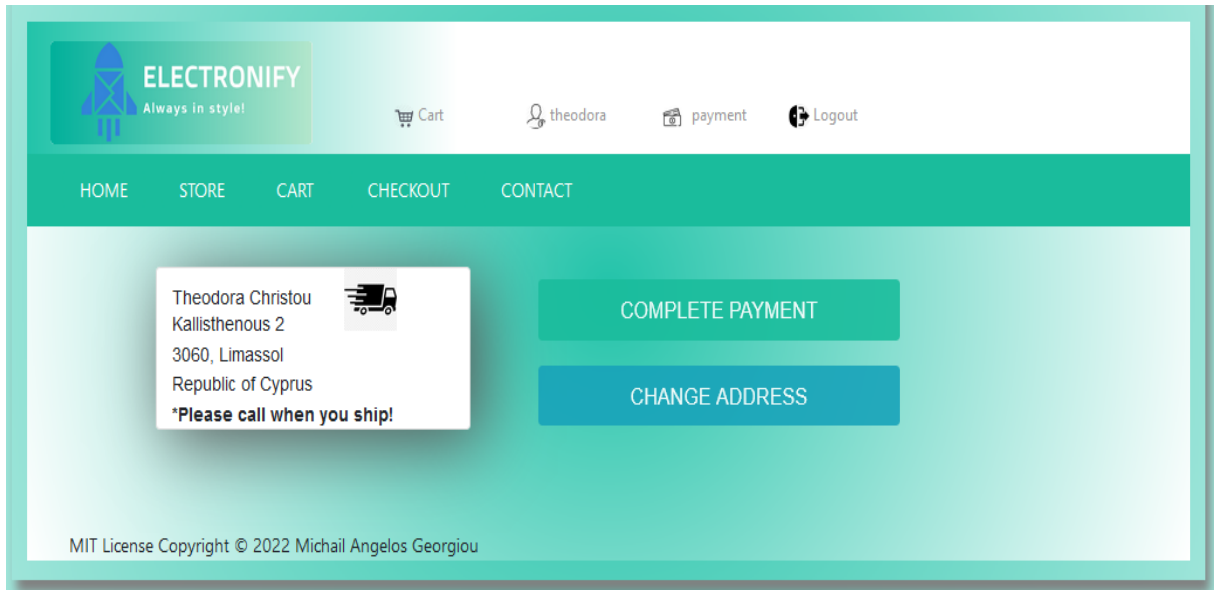 ELECTRONIFY
Always in style!
Cart theodora payment Logout
HOME STORE CART CHECKOUT CONTACT
Theodora Christou
Kallisthenous 2
3060, Limassol
Republic of Cyprus
*Please call when you ship!
COMPLETE PAYMENT
CHANGE ADDRESS
MIT License Copyright © 2022 Michail Angelos Georgiou